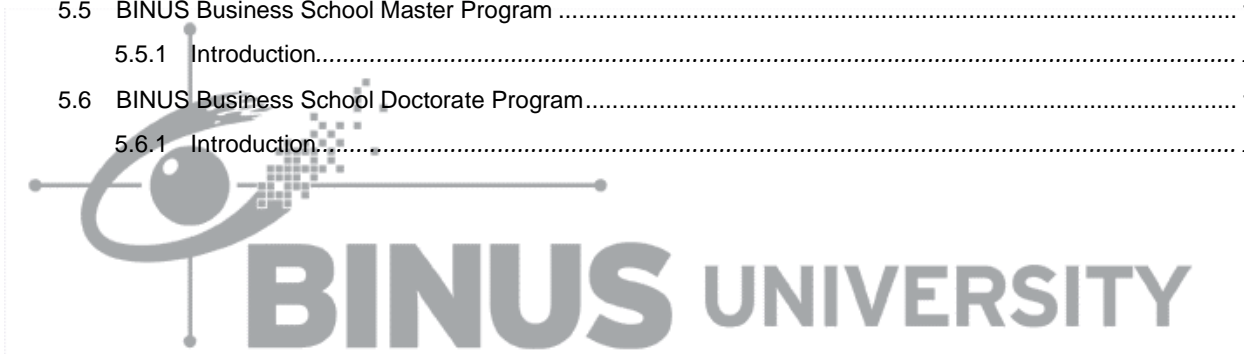 5.5 BINUS Business School Master Program ........................................................................................................
5.5.1 Introduction........................................................................................................................................
5.6 BINUS Business School Doctorate Program....................................................................................................
5.6.1 Introduction........................................................................................................................................
BINUS UNIVERSITY